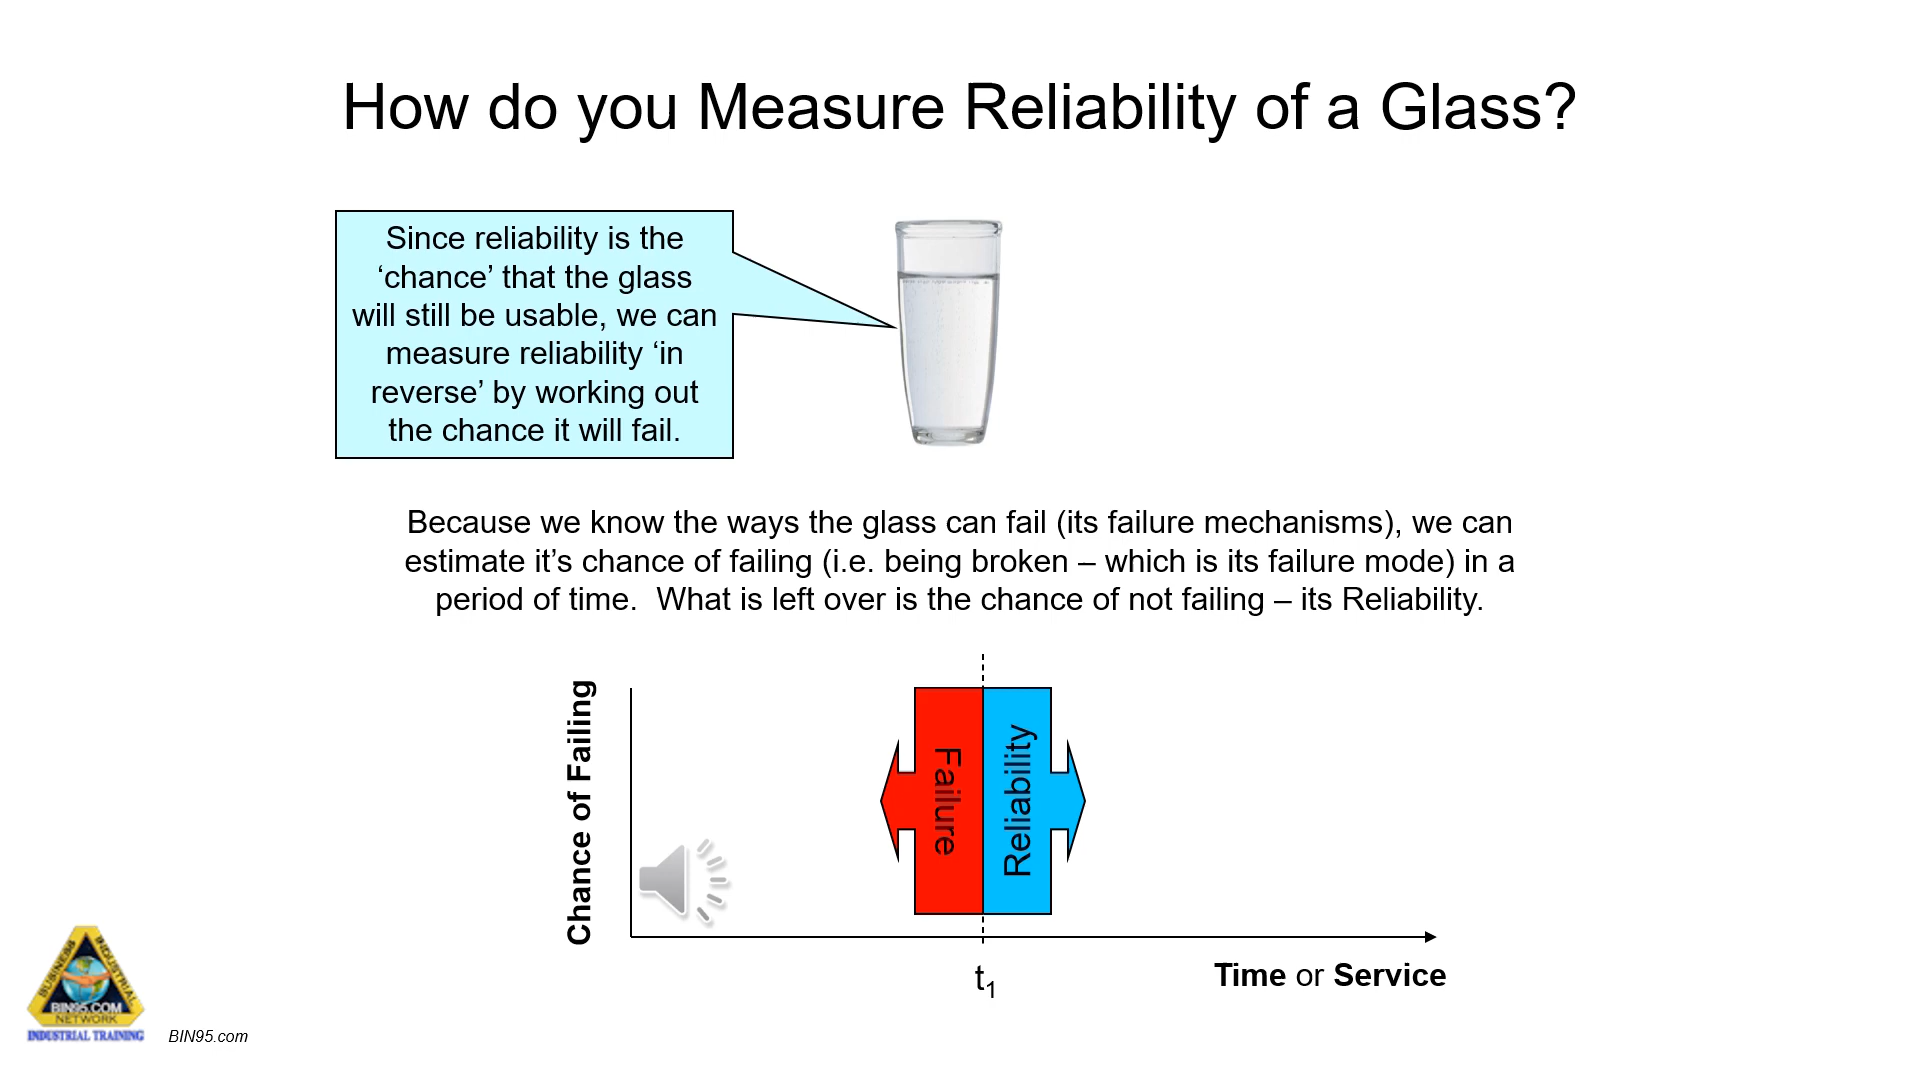 How do you Measure Reliability of a Glass?
Since reliability is the
‘chance’ that the glass
will still be usable, we can
measure reliability ‘in
reverse’ by working out
the chance it will fail.
Because we know the ways the glass can fail (its failure mechanisms), we can
estimate it’s chance of failing (i.e. being broken – which is its failure mode) in a
period of time.  What is left over is the chance of not failing – its Reliability.
Chance of Failing
Failure
Reliability
t1
Time or Service
BUSINESS
INDUSTRIAL
BIN95.COM
NETWORK
INDUSTRIAL TRAINING
BIN95.com